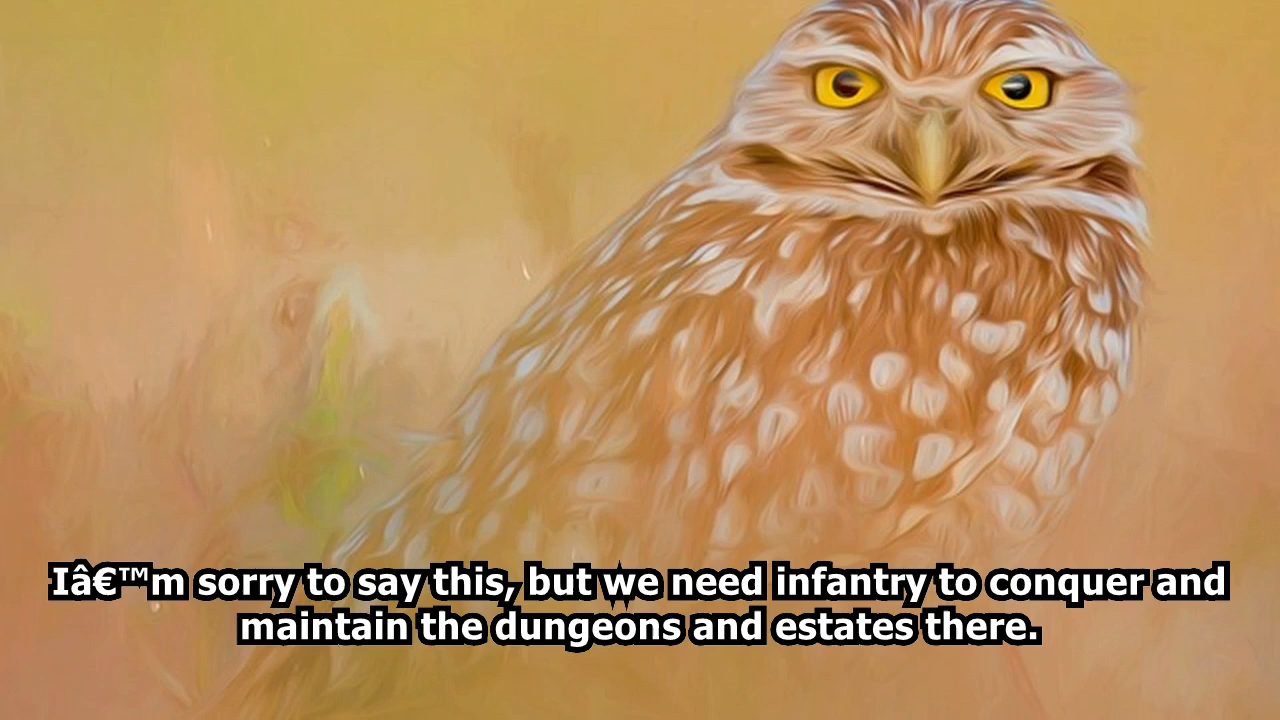 Iâ€™m sorry to say this, but we need infantry to conquer and
maintain the dungeons and estates there.